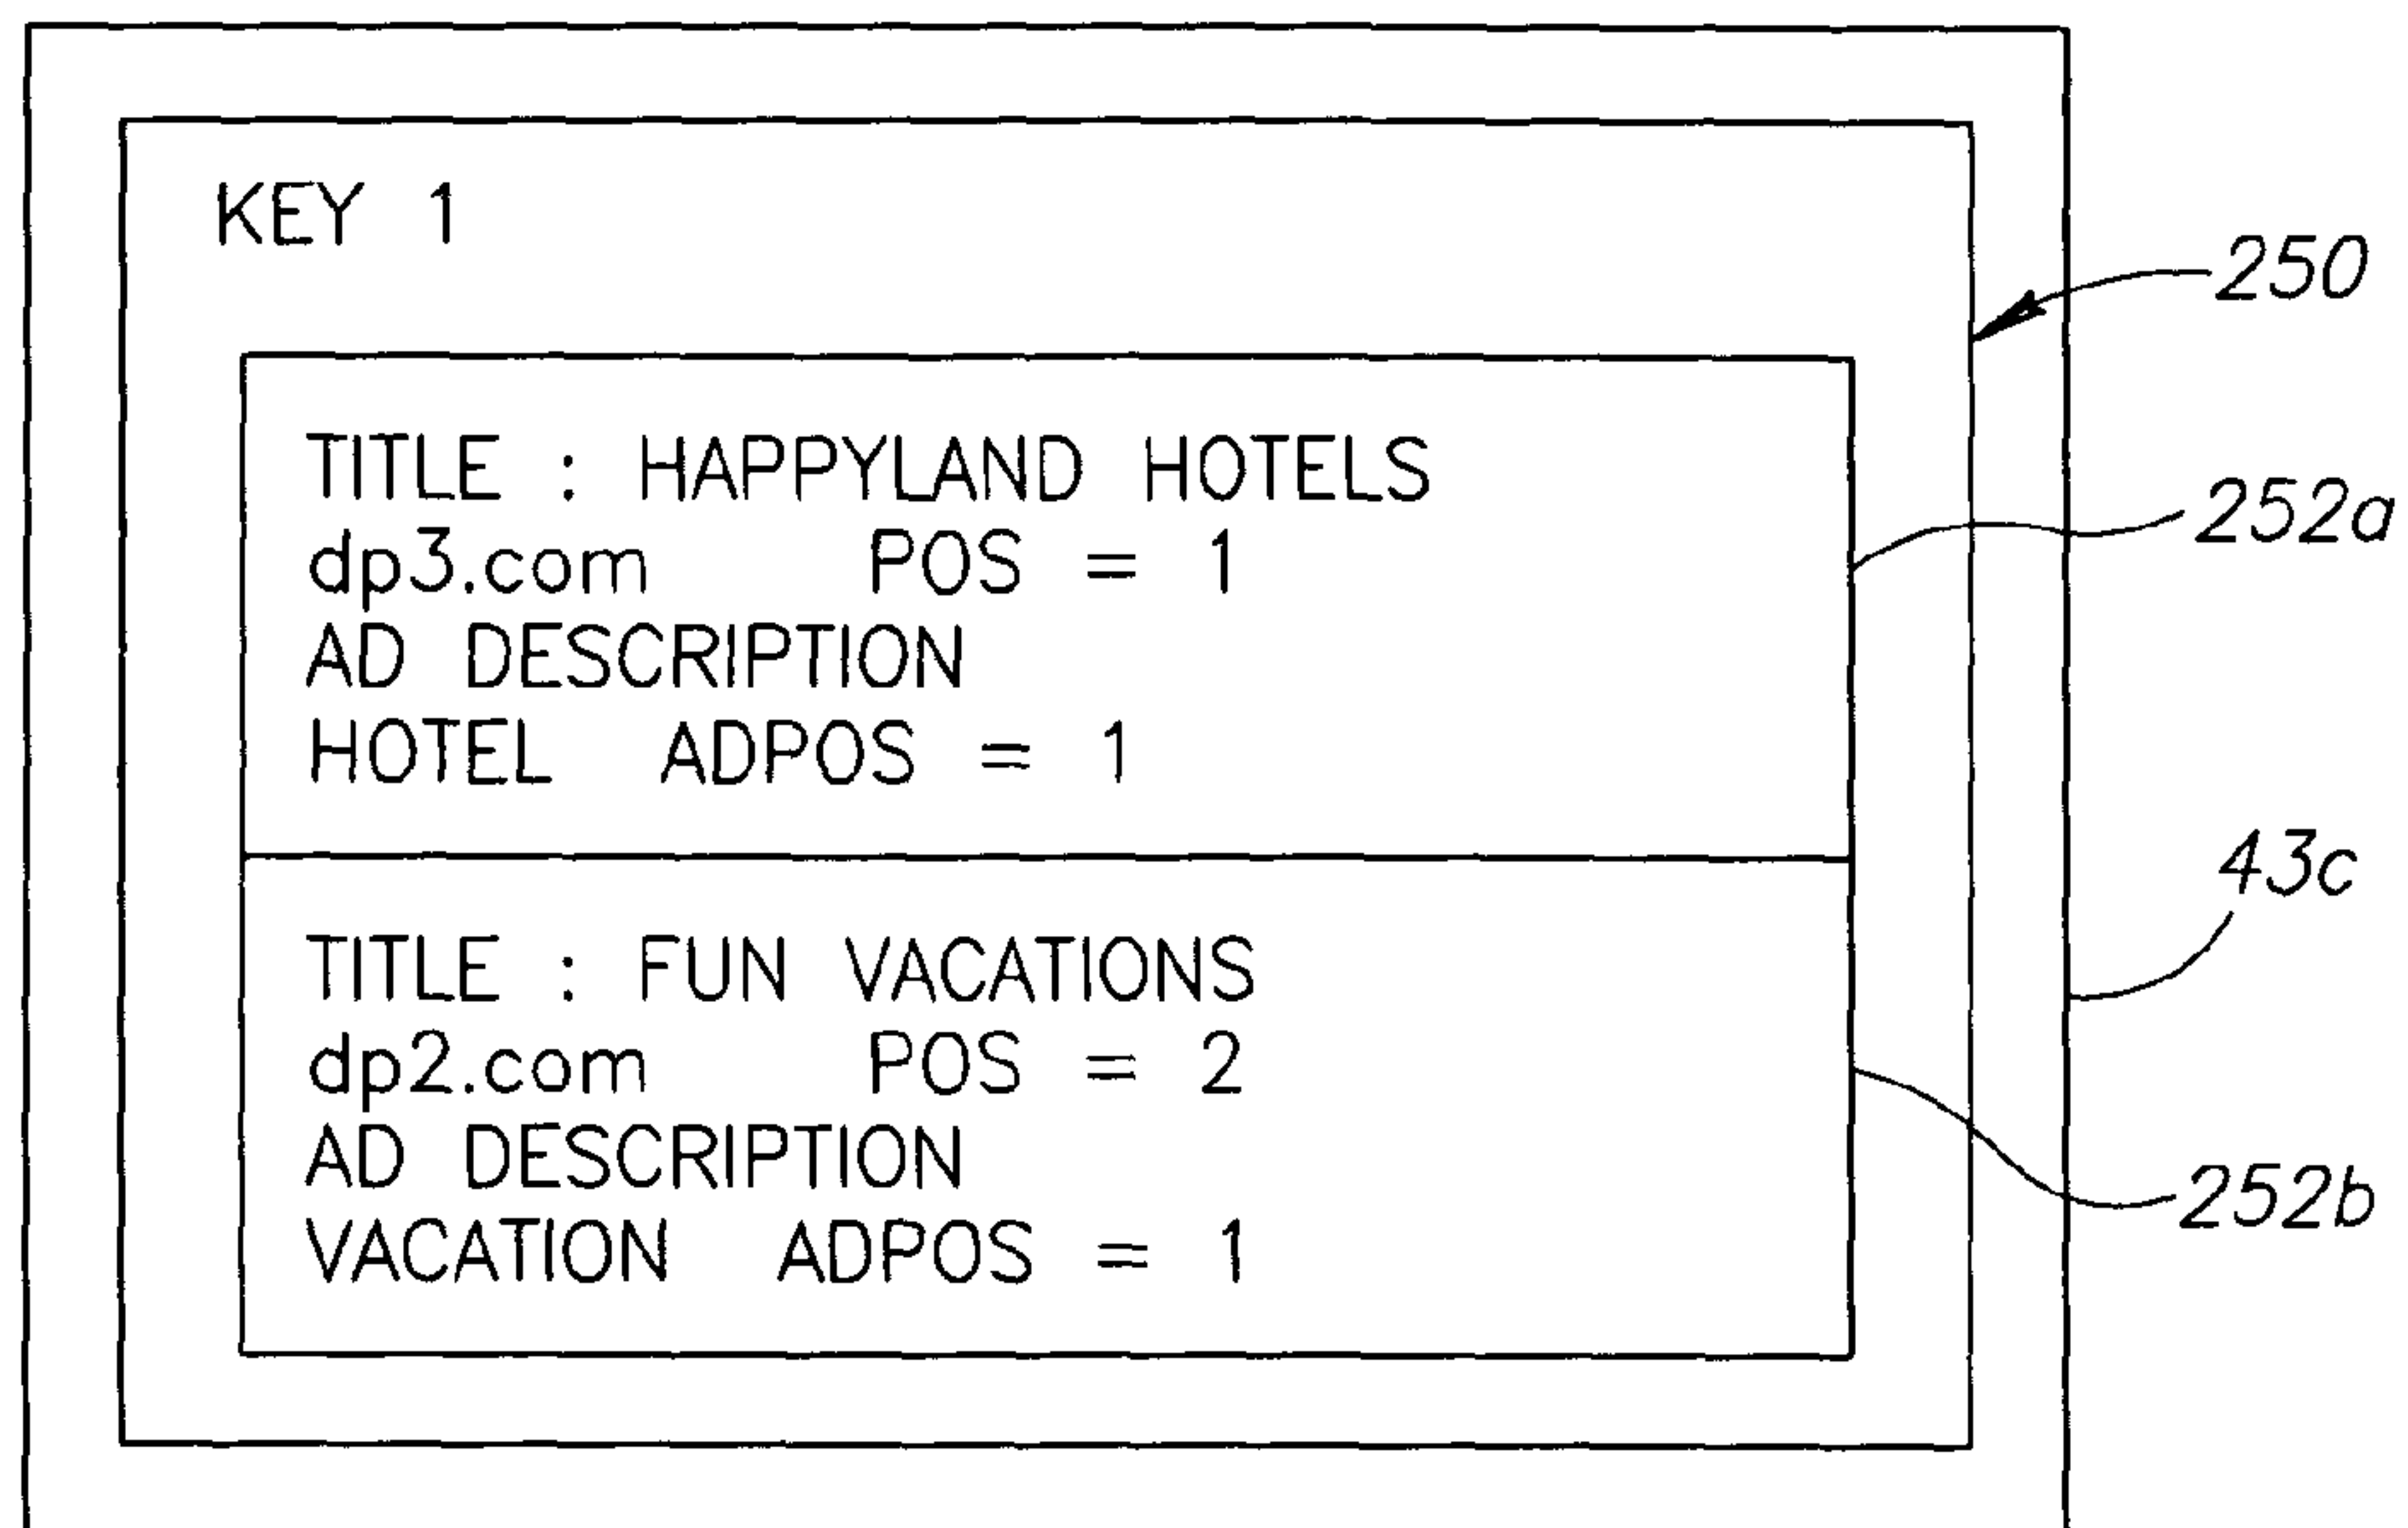 KEY 1
250
TITLE : HAPPYLAND HOTELS
dp3.com POS = 1
252a
AD DESCRIPTION
HOTEL ADPOS = 1
43c
TITLE : FUN VACATIONS
dp2.com POS = 2
AD DESCRIPTION
252b
VACATION ADPOS = 1